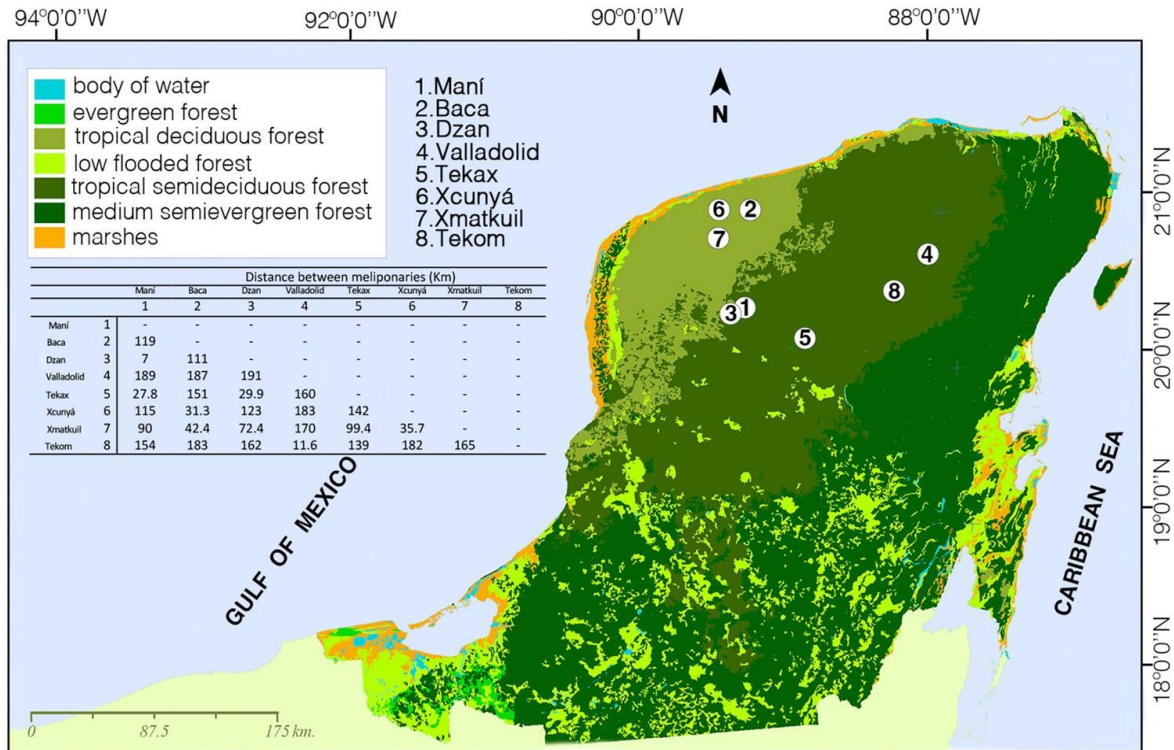 94°0'0''W 92°0'0''W 90°0'0''W 88°0'0''W
body of water
evergreen forest
tropical deciduous forest
low flooded forest
tropical semideciduous forest
medium semievergreen forest
marshes
1.Maní
2.Baca
3.Dzan
4.Valladolid
5.Tekax
6.Xcunyá
7.Xmatkuil
8.Tekom
N
Distance between meliponaries (Km)
Maní Baca Dzan Valladolid Tekax Xcunyá Xmatkuil Tekom
1 2 3 4 5 6 7 8
Maní 1 - - - - - - - -
Baca 2 119 - - - - - - -
Dzan 3 7 111 - - - - - -
Valladolid 4 189 187 191 - - - - -
Tekax 5 27.8 151 29.9 160 - - - -
Xcunyá 6 115 31.3 123 183 142 - - -
Xmatkuil 7 90 42.4 72.4 170 99.4 35.7 - -
Tekom 8 154 183 162 11.6 139 182 165 -
6 2
7
4
8
3 1
5
21°0'0''N
20°0'0''N
19°0'0''N
18°0'0''N
GULF OF MEXICO
CARIBBEAN SEA
0 87.5 175 km.